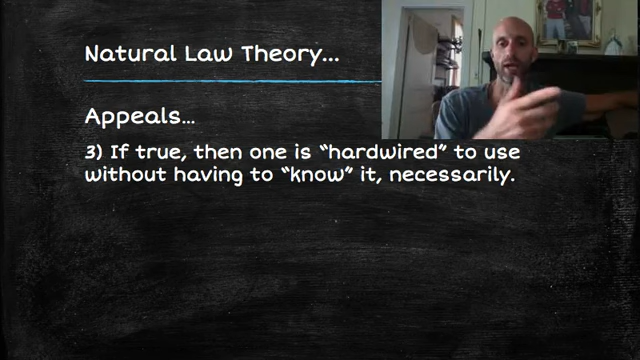 Natural Law Theory...
Appeals...
3) If true, then one is “hardwired” to use
without having to “know” it, necessarily.